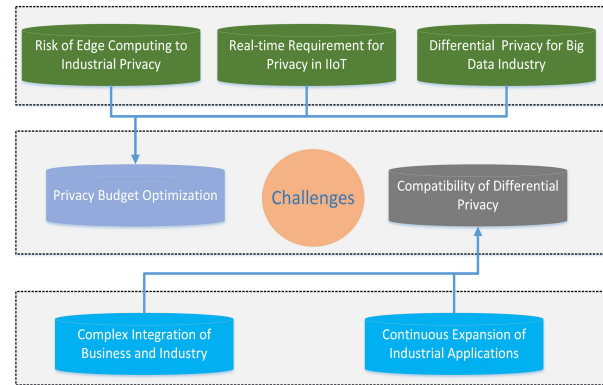 Risk of Edge Computing to
Industrial Privacy
Real-time Requirement for
Privacy in IIoT
Differential Privacy for Big
Data Industry
Privacy Budget Optimization
Challenges
Compatibility of Differential
Privacy
Complex Integration of
Business and Industry
Continuous Expansion of
Industrial Applications